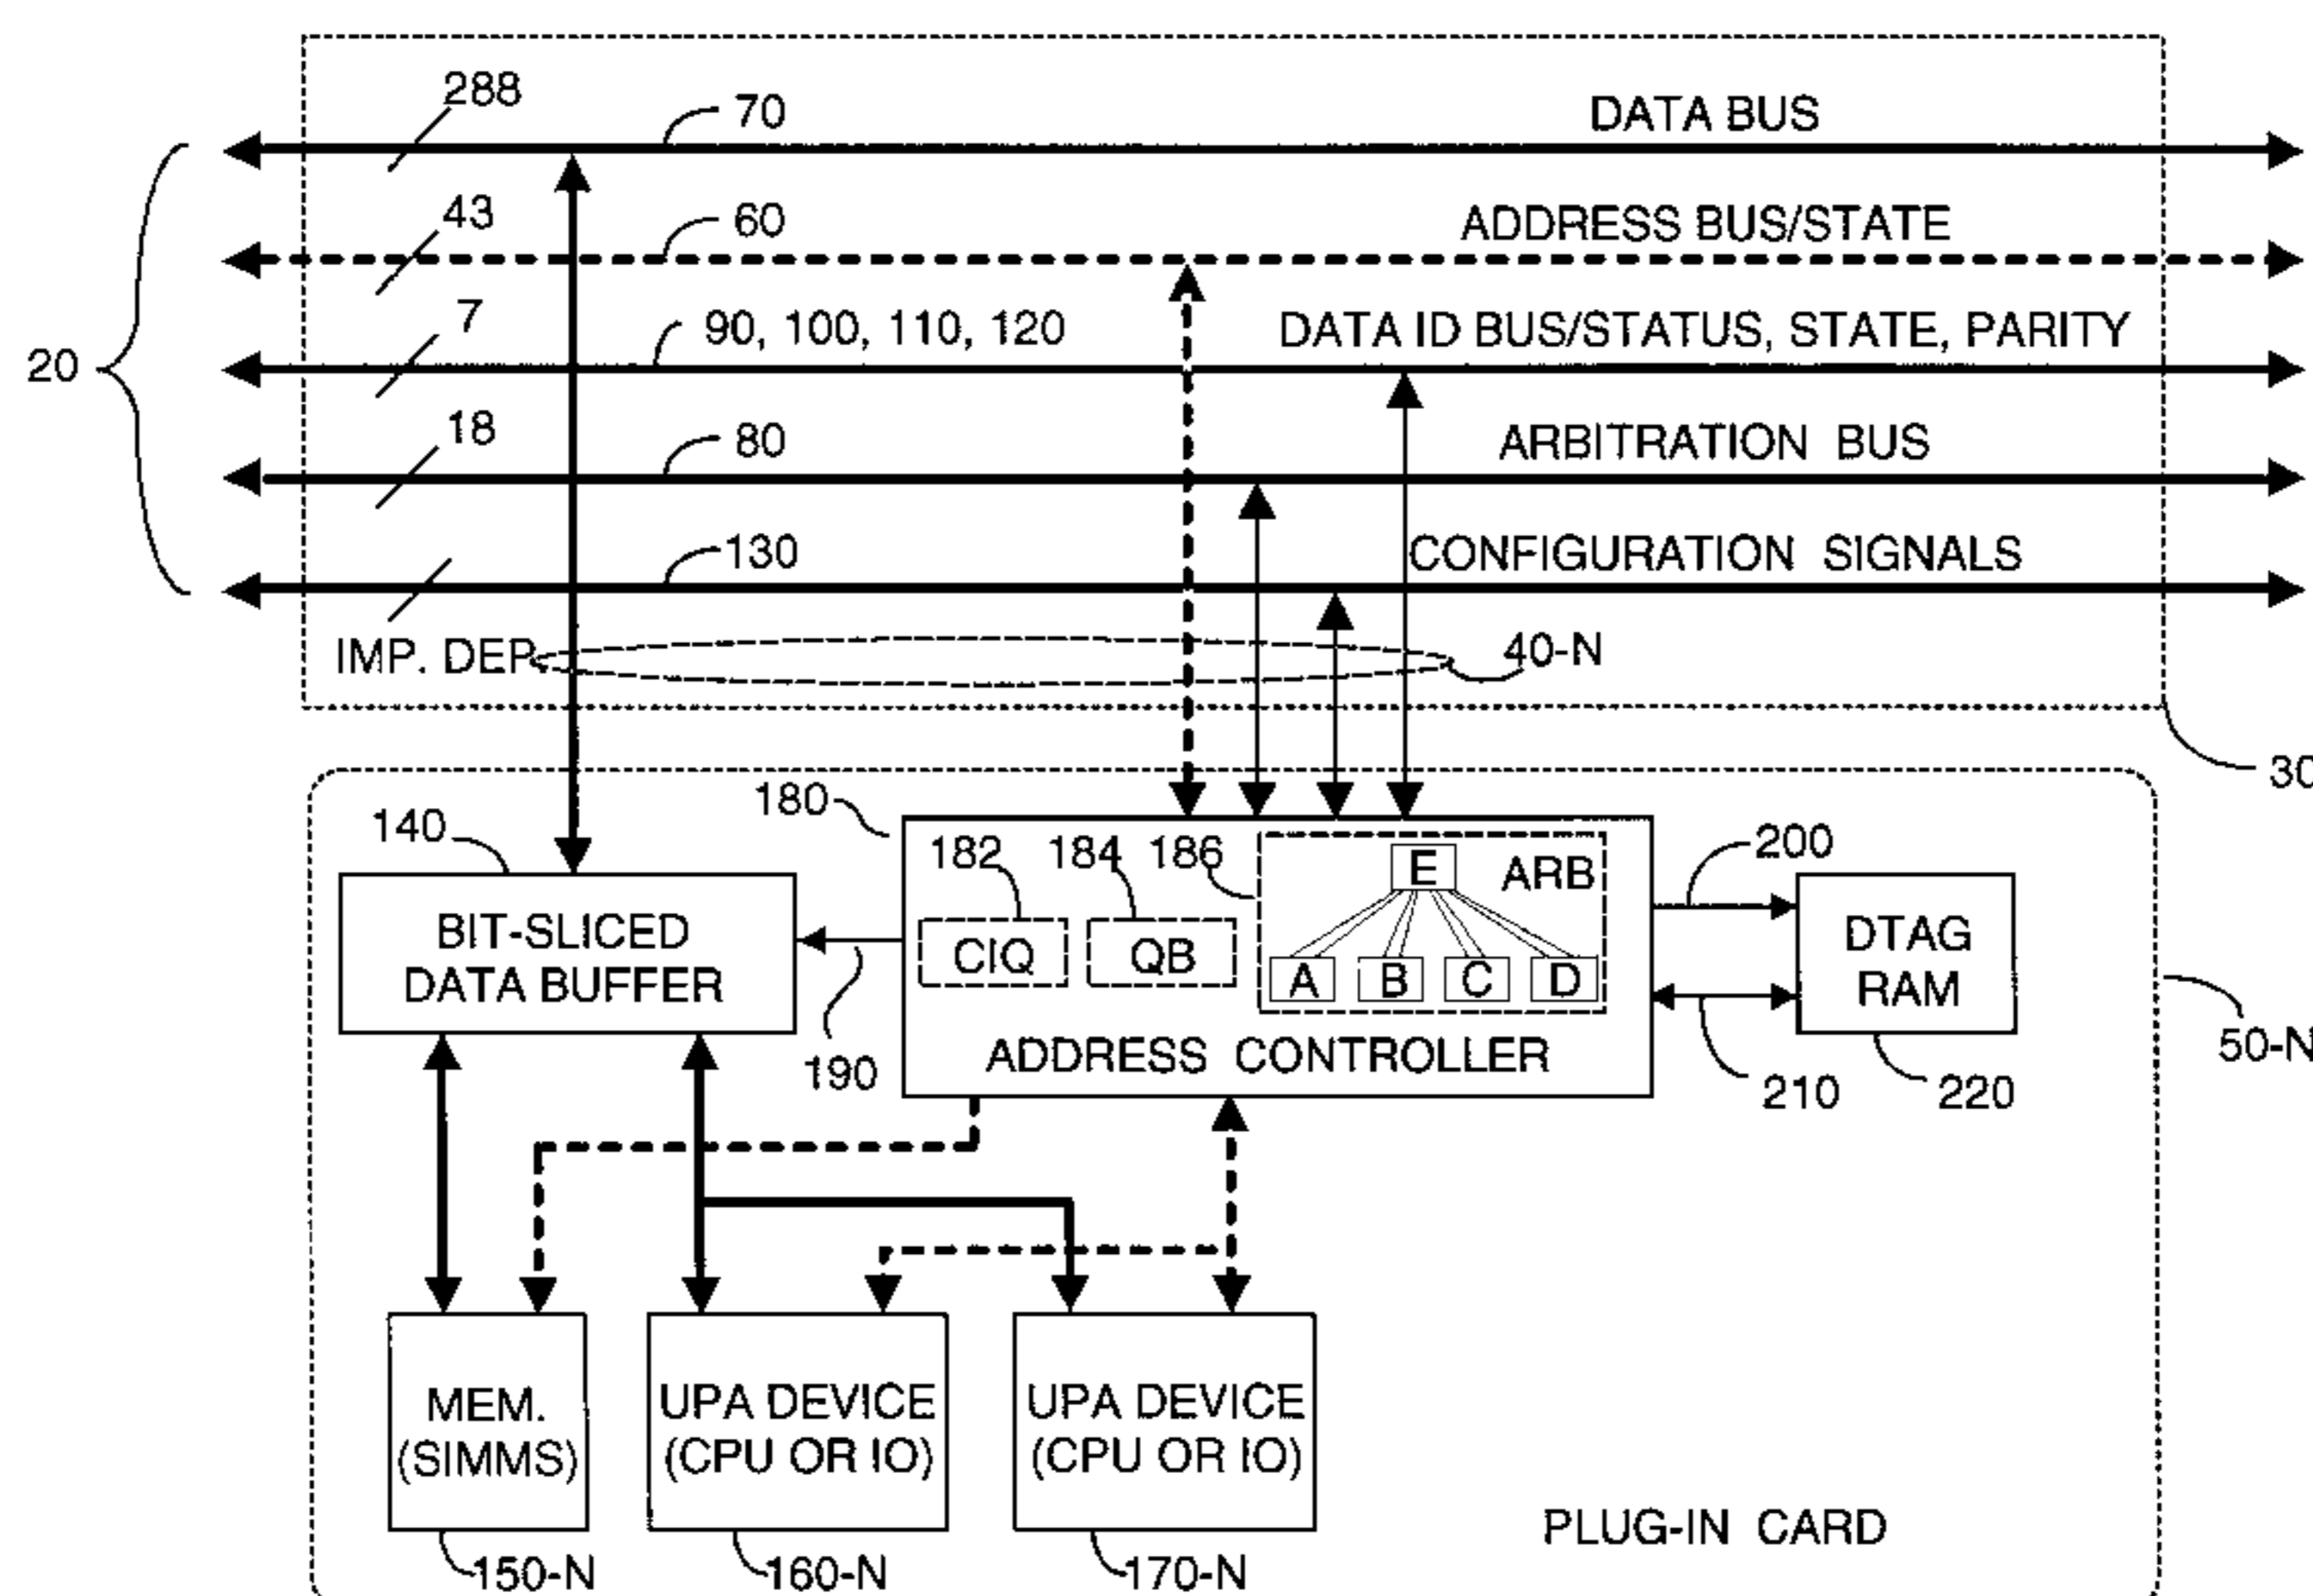 288
70
DATA BUS
43
60
ADDRESS BUS/STATE
7
90, 100, 110, 120
DATA ID BUS/STATUS, STATE, PARITY
20
18
80
ARBITRATION BUS
130
CONFIGURATION SIGNALS
IMP. DEP.
40-N
30
180
140
182
184
186
E
ARB
200
BIT-SLICED
DATA BUFFER
CIQ
QB
A
B
C
D
DTAG
RAM
190
ADDRESS CONTROLLER
210
220
50-N
MEM.
(SIMMS)
UPA DEVICE
(CPU OR IO)
UPA DEVICE
(CPU OR IO)
PLUG-IN CARD
150-N
160-N
170-N